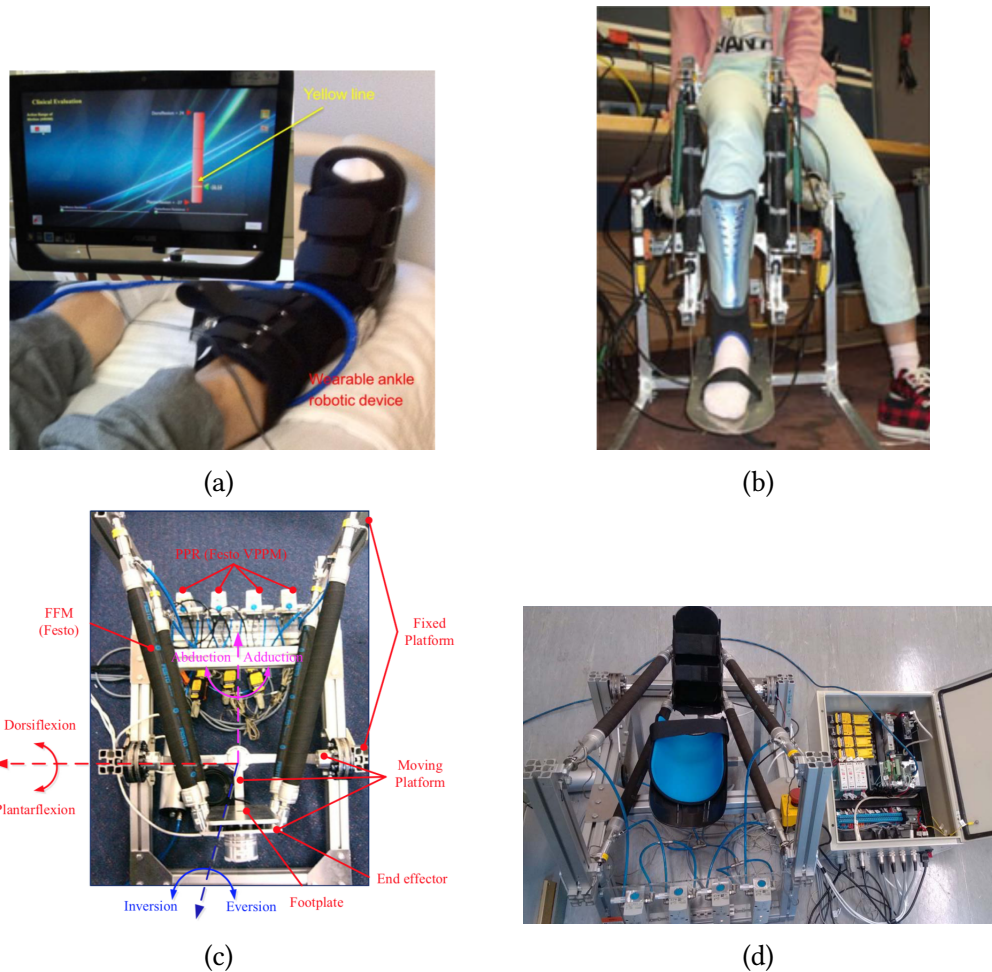 Clinical Evaluation
Yellow line
Wearable ankle
robotic device
(a)
(b)
PPR (Festo VPPM)
FFM
(Festo)
Fixed
Platform
Abduction
Adduction
Dorsiflexion
Moving
Platform
Plantarflexion
End effector
Inversion
Eversion
Footplate
(c)
(d)